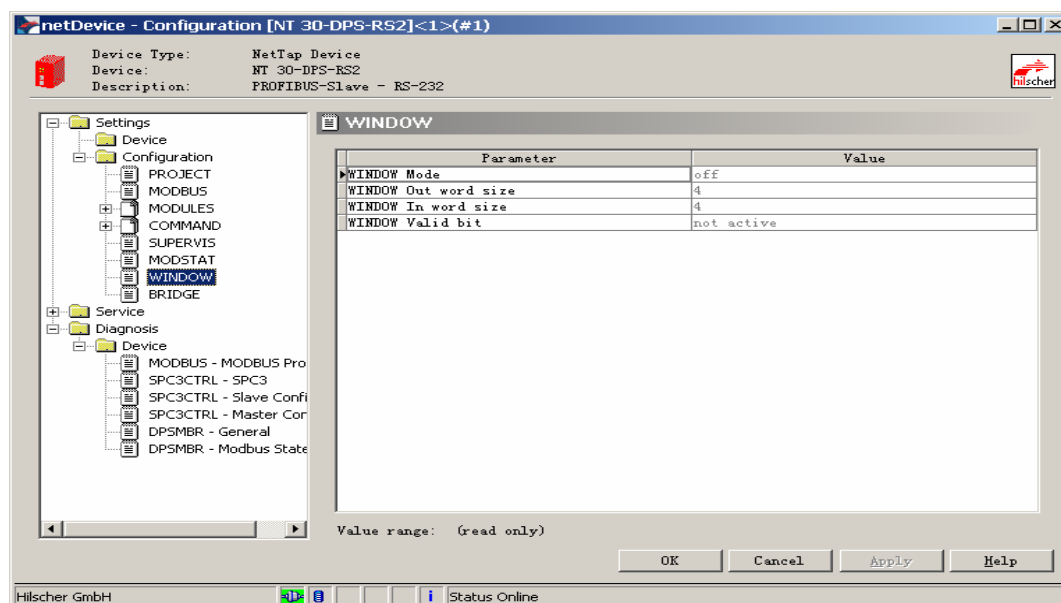 netDevice - Configuration [NT 30-DPS-RS2]<1>(#1)
Device Type: NetTap Device
Device: NT 30-DPS-RS2
Description: PROFIBUS-Slave - RS-232
hilscher
Settings
Device
Configuration
PROJECT
MODBUS
MODULES
COMMAND
SUPERVIS
MODSTAT
WINDOW
BRIDGE
Service
Diagnosis
Device
MODBUS - MODBUS Pro
SPC3CTRL - SPC3
SPC3CTRL - Slave Confi
SPC3CTRL - Master Cor
DPSMBR - General
DPSMBR - Modbus State
WINDOW
Parameter Value
WINDOW Mode off
WINDOW Out word size 4
WINDOW In word size 4
WINDOW Valid bit not active
Value range: (read only)
OK Cancel Apply Help
Hilscher GmbH Status Online